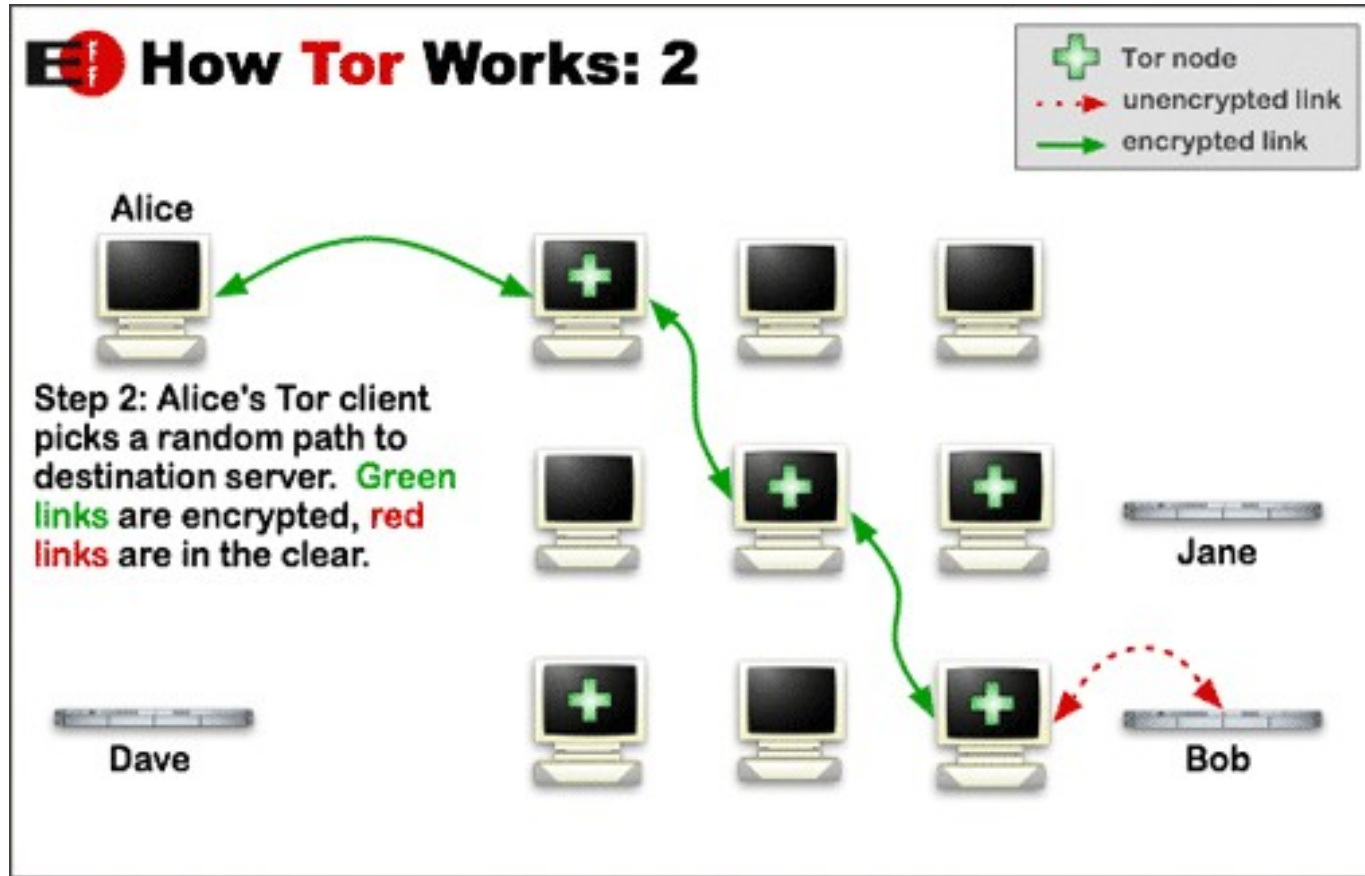 EFF How Tor Works: 2
Tor node
unencrypted link
encrypted link
Alice
Step 2: Alice's Tor client
picks a random path to
destination server. Green
links are encrypted, red
links are in the clear.
Jane
Dave
Bob